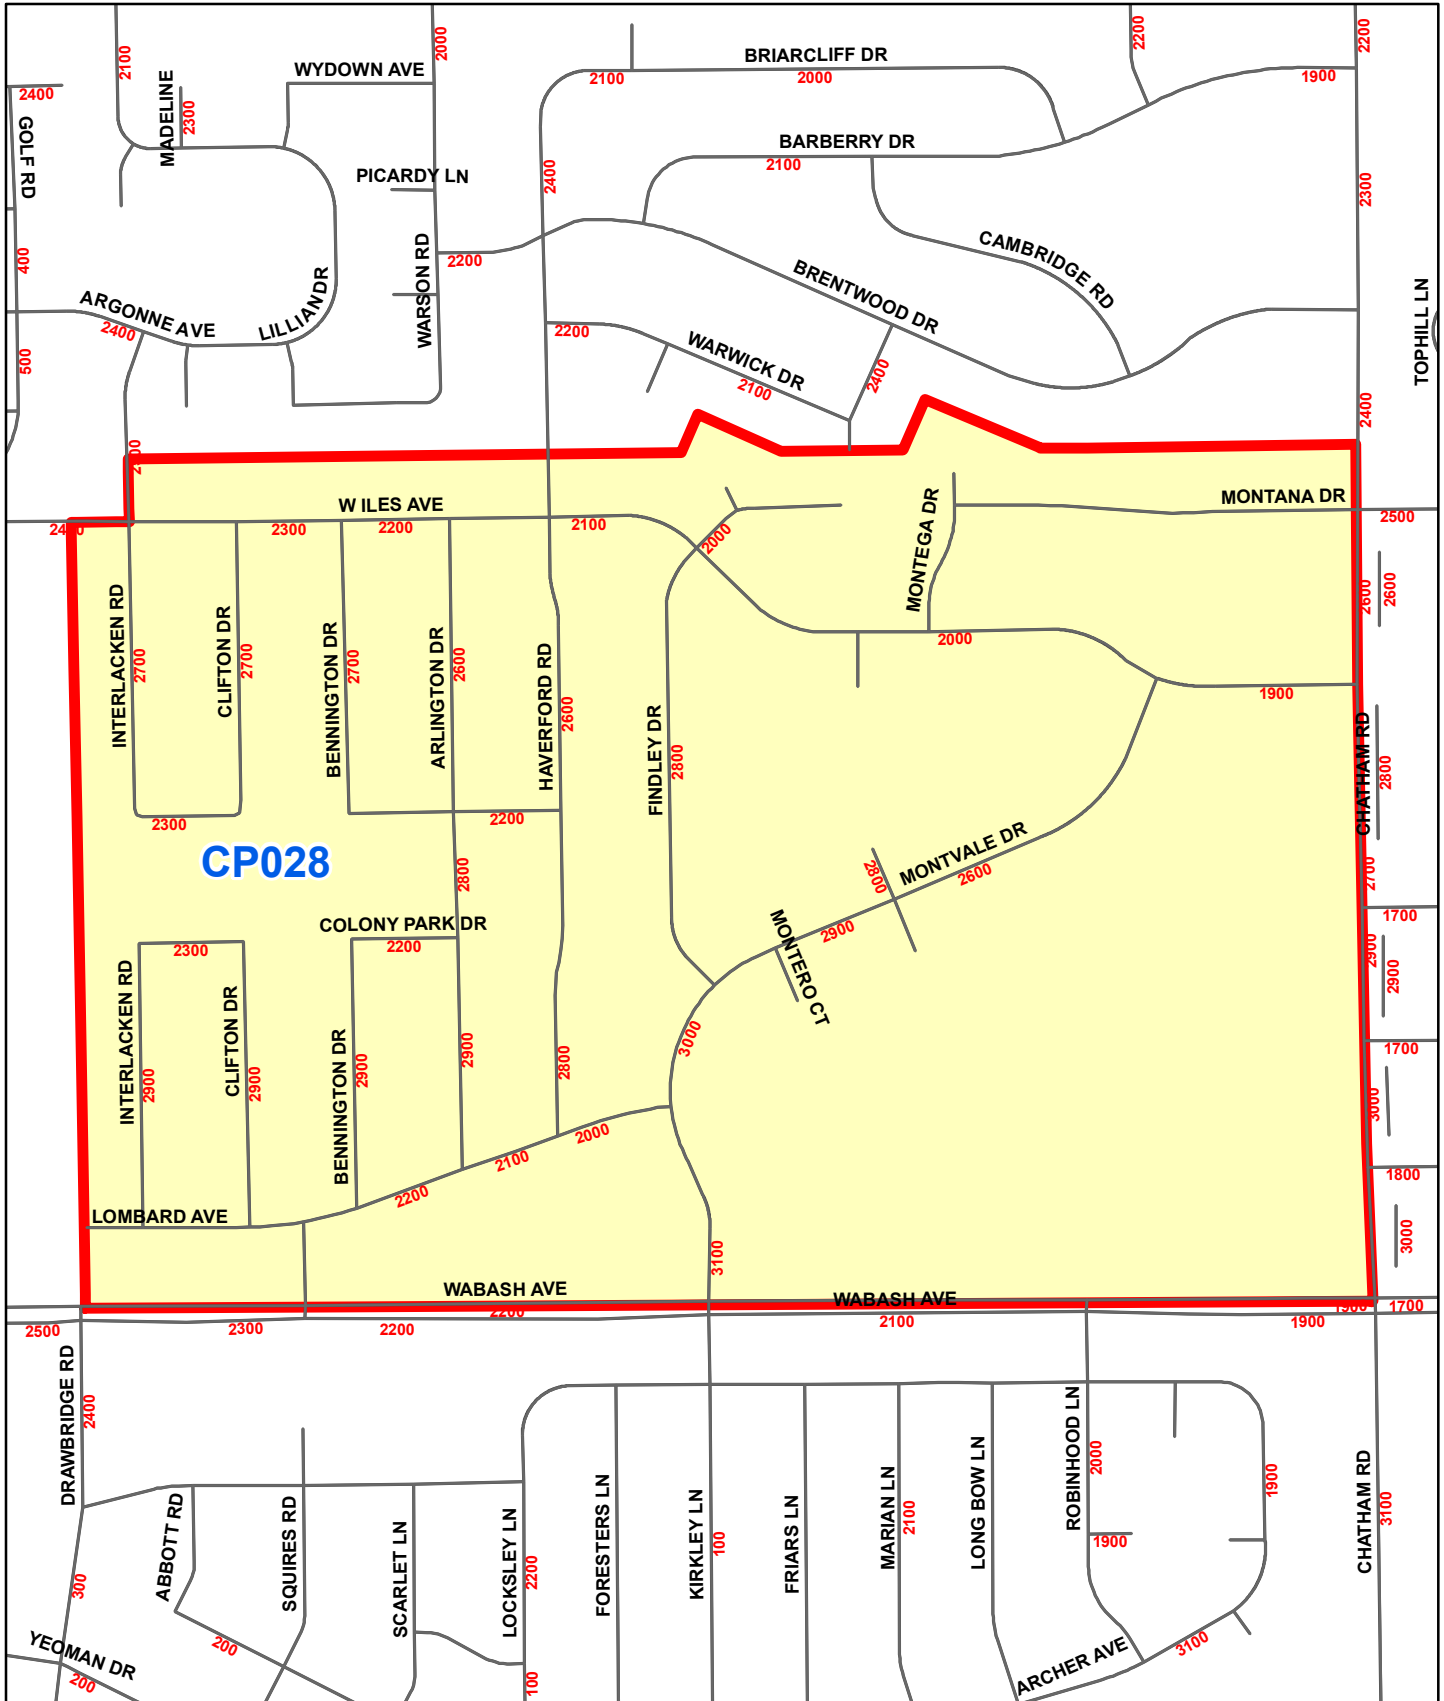 2100
2000
2200
2200
BRIARCLIFF DR
WYDOWN AVE
2100
2000
1900
2400
MADELINE
2300
GOLF RD
BARBERRY DR
2100
PICARDY LN
2400
2300
400
WARSON RD
2200
CAMBRIDGE RD
BRENTWOOD DR
ARGONNE AVE
2400
LILLIAN DR
2200
TOPHILL LN
500
WARWICK DR
2100
2400
2400
W ILES AVE
2300
2200
2100
2000
MONTEGA DR
MONTANA DR
2500
INTERLACKEN RD
2700
CLIFTON DR
2700
BENNINGTON DR
2700
ARLINGTON DR
2600
HAVERFORD RD
2600
2600
2600
2000
1900
FINDLEY DR
2800
CHATHAM RD
2800
2300
2200
CP028
MONTVALE DR
2600
2800
2800
2700
1700
COLONY PARK DR
2200
2300
MONTERO CT
2900
2900
2900
INTERLACKEN RD
2900
CLIFTON DR
2900
BENNINGTON DR
2900
2900
2800
3000
1700
3000
2000
2100
2200
1800
LOMBARD AVE
3100
3000
WABASH AVE
WABASH AVE
2200
1900
1700
2500
2300
2200
2100
1900
DRAWBRIDGE RD
2400
ROBINHOOD LN
2000
1900
1900
CHATHAM RD
3100
ABBOTT RD
SQUIRES RD
SCARLET LN
LOCKSLEY LN
2200
FORESTERS LN
KIRKLEY LN
100
FRIARS LN
MARIAN LN
2100
LONG BOW LN
300
200
YEOMAN DR
200
100
ARCHER AVE
3100